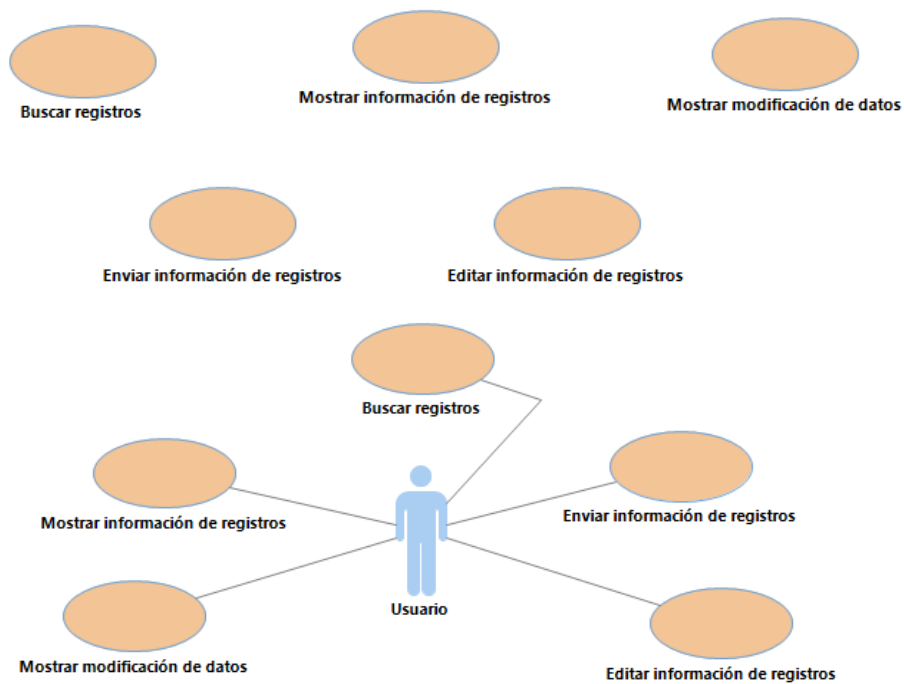 Buscar registros
Mostrar información de registros
Mostrar modificación de datos
Enviar información de registros
Editar información de registros
Buscar registros
Mostrar información de registros
Enviar información de registros
Usuario
Mostrar modificación de datos
Editar información de registros